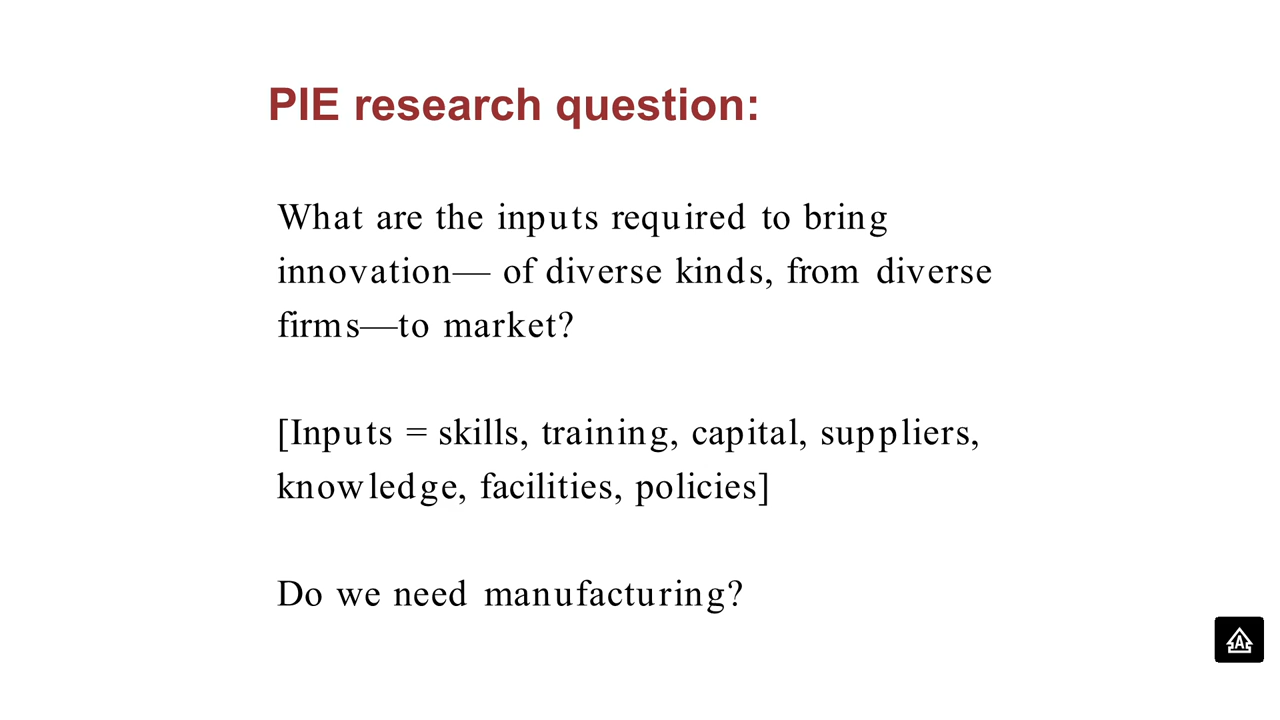 PIE research question:
What are the inputs required to bring
innovation— of diverse kinds, from diverse
firms—to market?
[Inputs = skills, training, capital, suppliers,
knowledge, facilities, policies]
Do we need manufacturing?
A